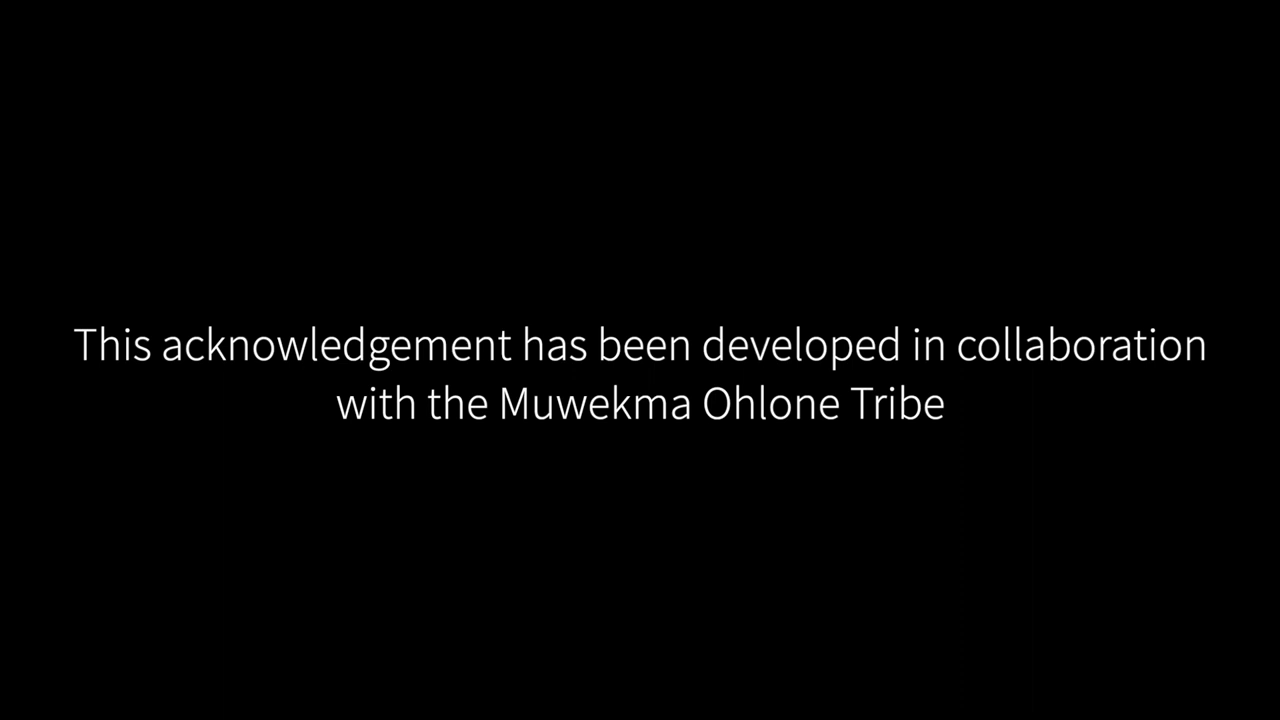 This acknowledgement has been developed in collaboration
with the Muwekma Ohlone Tribe